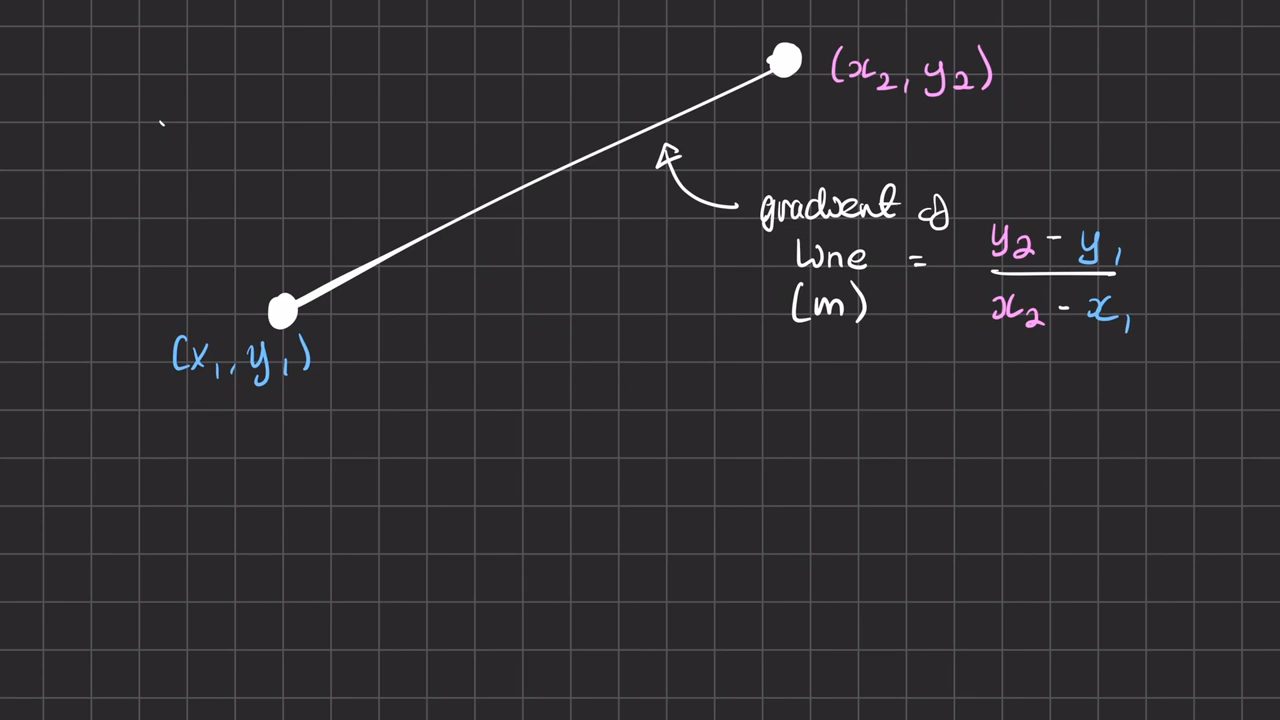 (x₂, y₂)
gradient of
line = y₂ - y₁
(m) x₂ - x₁
(x₁, y₁)